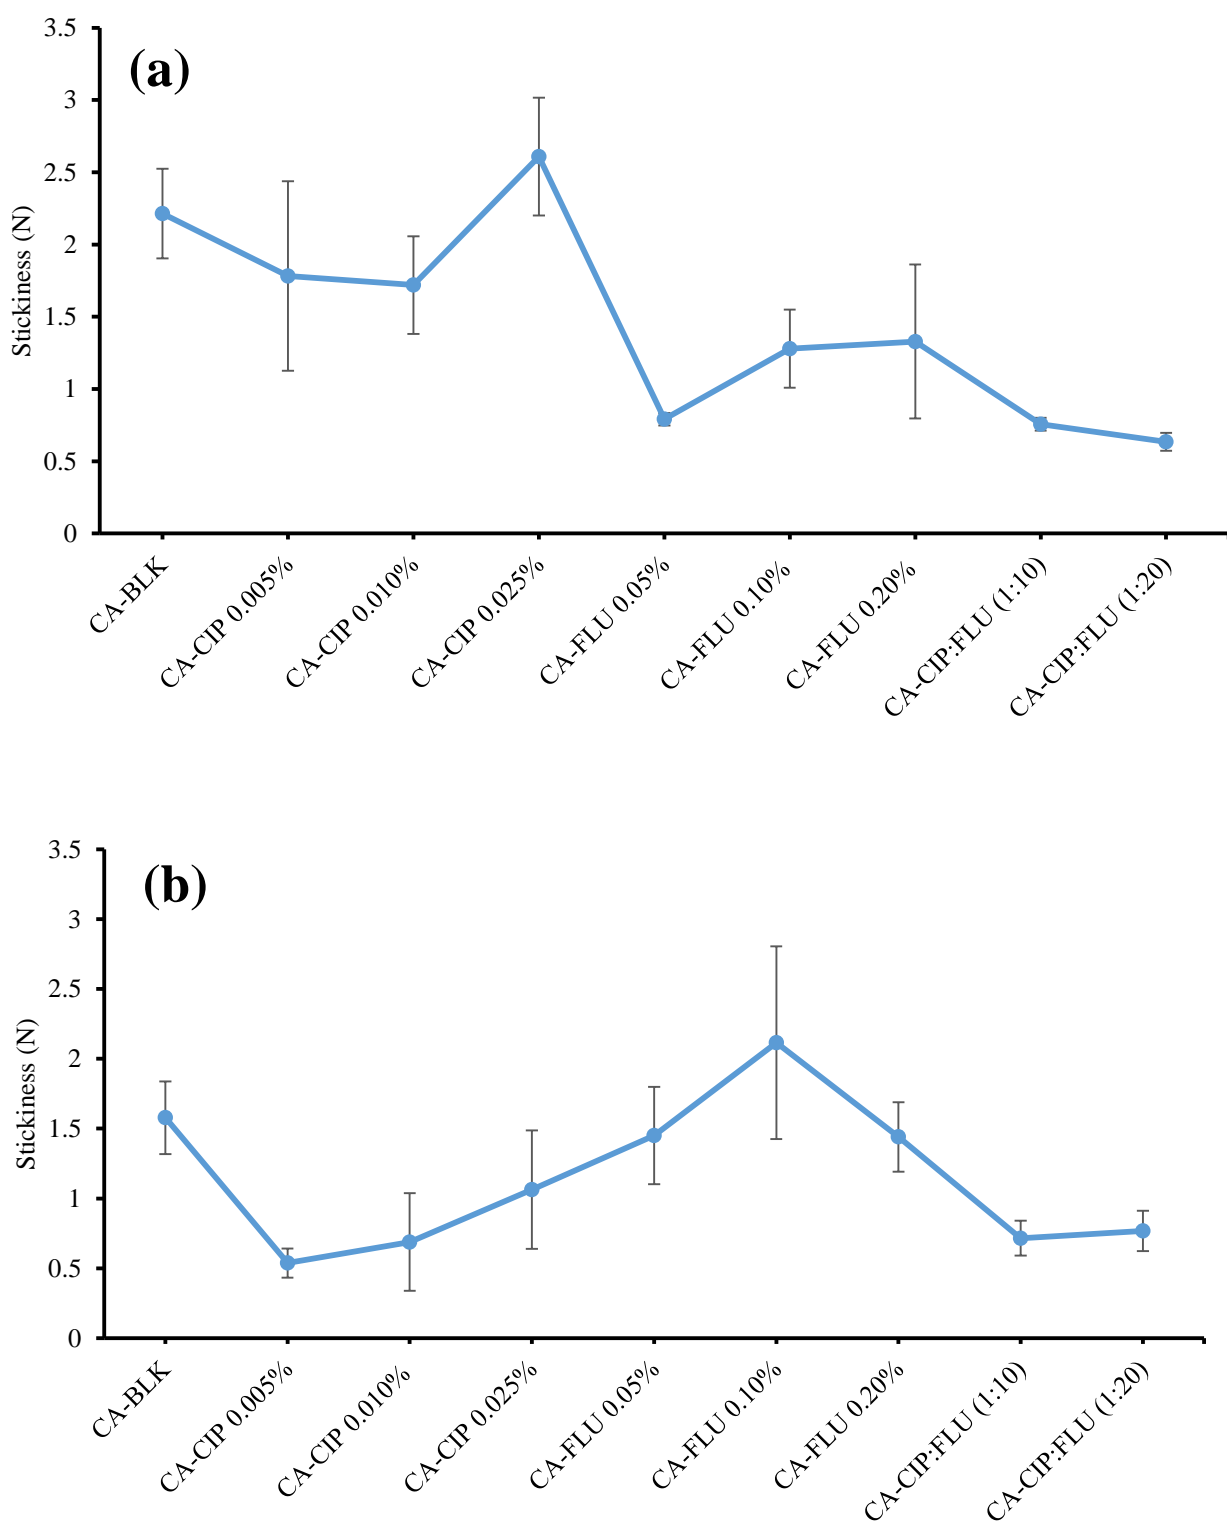 (a)
3.5
3
2.5
2
1.5
1
0.5
0
Stickiness (N)
CA-BLK
CA-CIP 0.005%
CA-CIP 0.010%
CA-CIP 0.025%
CA-FLU 0.05%
CA-FLU 0.10%
CA-FLU 0.20%
CA-CIP:FLU (1:10)
CA-CIP:FLU (1:20)
(b)
3.5
3
2.5
2
1.5
1
0.5
0
Stickiness (N)
CA-BLK
CA-CIP 0.005%
CA-CIP 0.010%
CA-CIP 0.025%
CA-FLU 0.05%
CA-FLU 0.10%
CA-FLU 0.20%
CA-CIP:FLU (1:10)
CA-CIP:FLU (1:20)